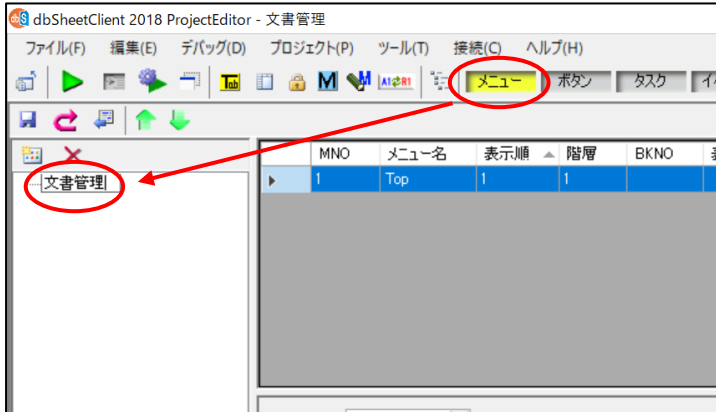 dbSheetClient 2018 ProjectEditor - 文書管理
ファイル(F) 編集(E) デバッグ(D) プロジェクト(P) ツール(T) 接続(C) ヘルプ(H)
Tab M M A1⇄R1 メニュー ボタン タスク
MNO メニュー名 表示順 階層 BKNO
文書管理
1 Top 1 1